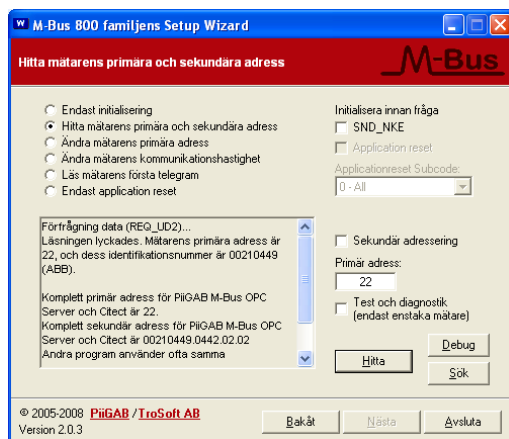 M-Bus 800 familjens Setup Wizard
Hitta mätarens primära och sekundära adress
M-Bus
Endast initialisering
Hitta mätarens primära och sekundära adress
Ändra mätarens primära adress
Ändra mätarens kommunikationshastighet
Läs mätarens första telegram
Endast application reset
Initialisera innan fråga
SND_NKE
Application reset
Applicationreset Subcode:
0 - All
Förfrågning data (REQ_UD2)...
Läsningen lyckades. Mätarens primära adress är
22, och dess identifikationsnummer är 00210449
(ABB).
Komplett primär adress för PiiGAB M-Bus OPC
Server och Citect är 22.
Komplett sekundär adress för PiiGAB M-Bus OPC
Server och Citect är 00210449.0442.02.02
Andra program använder ofta samma
Sekundär adressering
Primär adress:
22
Test och diagnostik
(endast enstaka mätare)
Hitta
Debug
Sök
© 2005-2008 PiiGAB / TroSoft AB
Version 2.0.3
Bakåt
Nästa
Avsluta